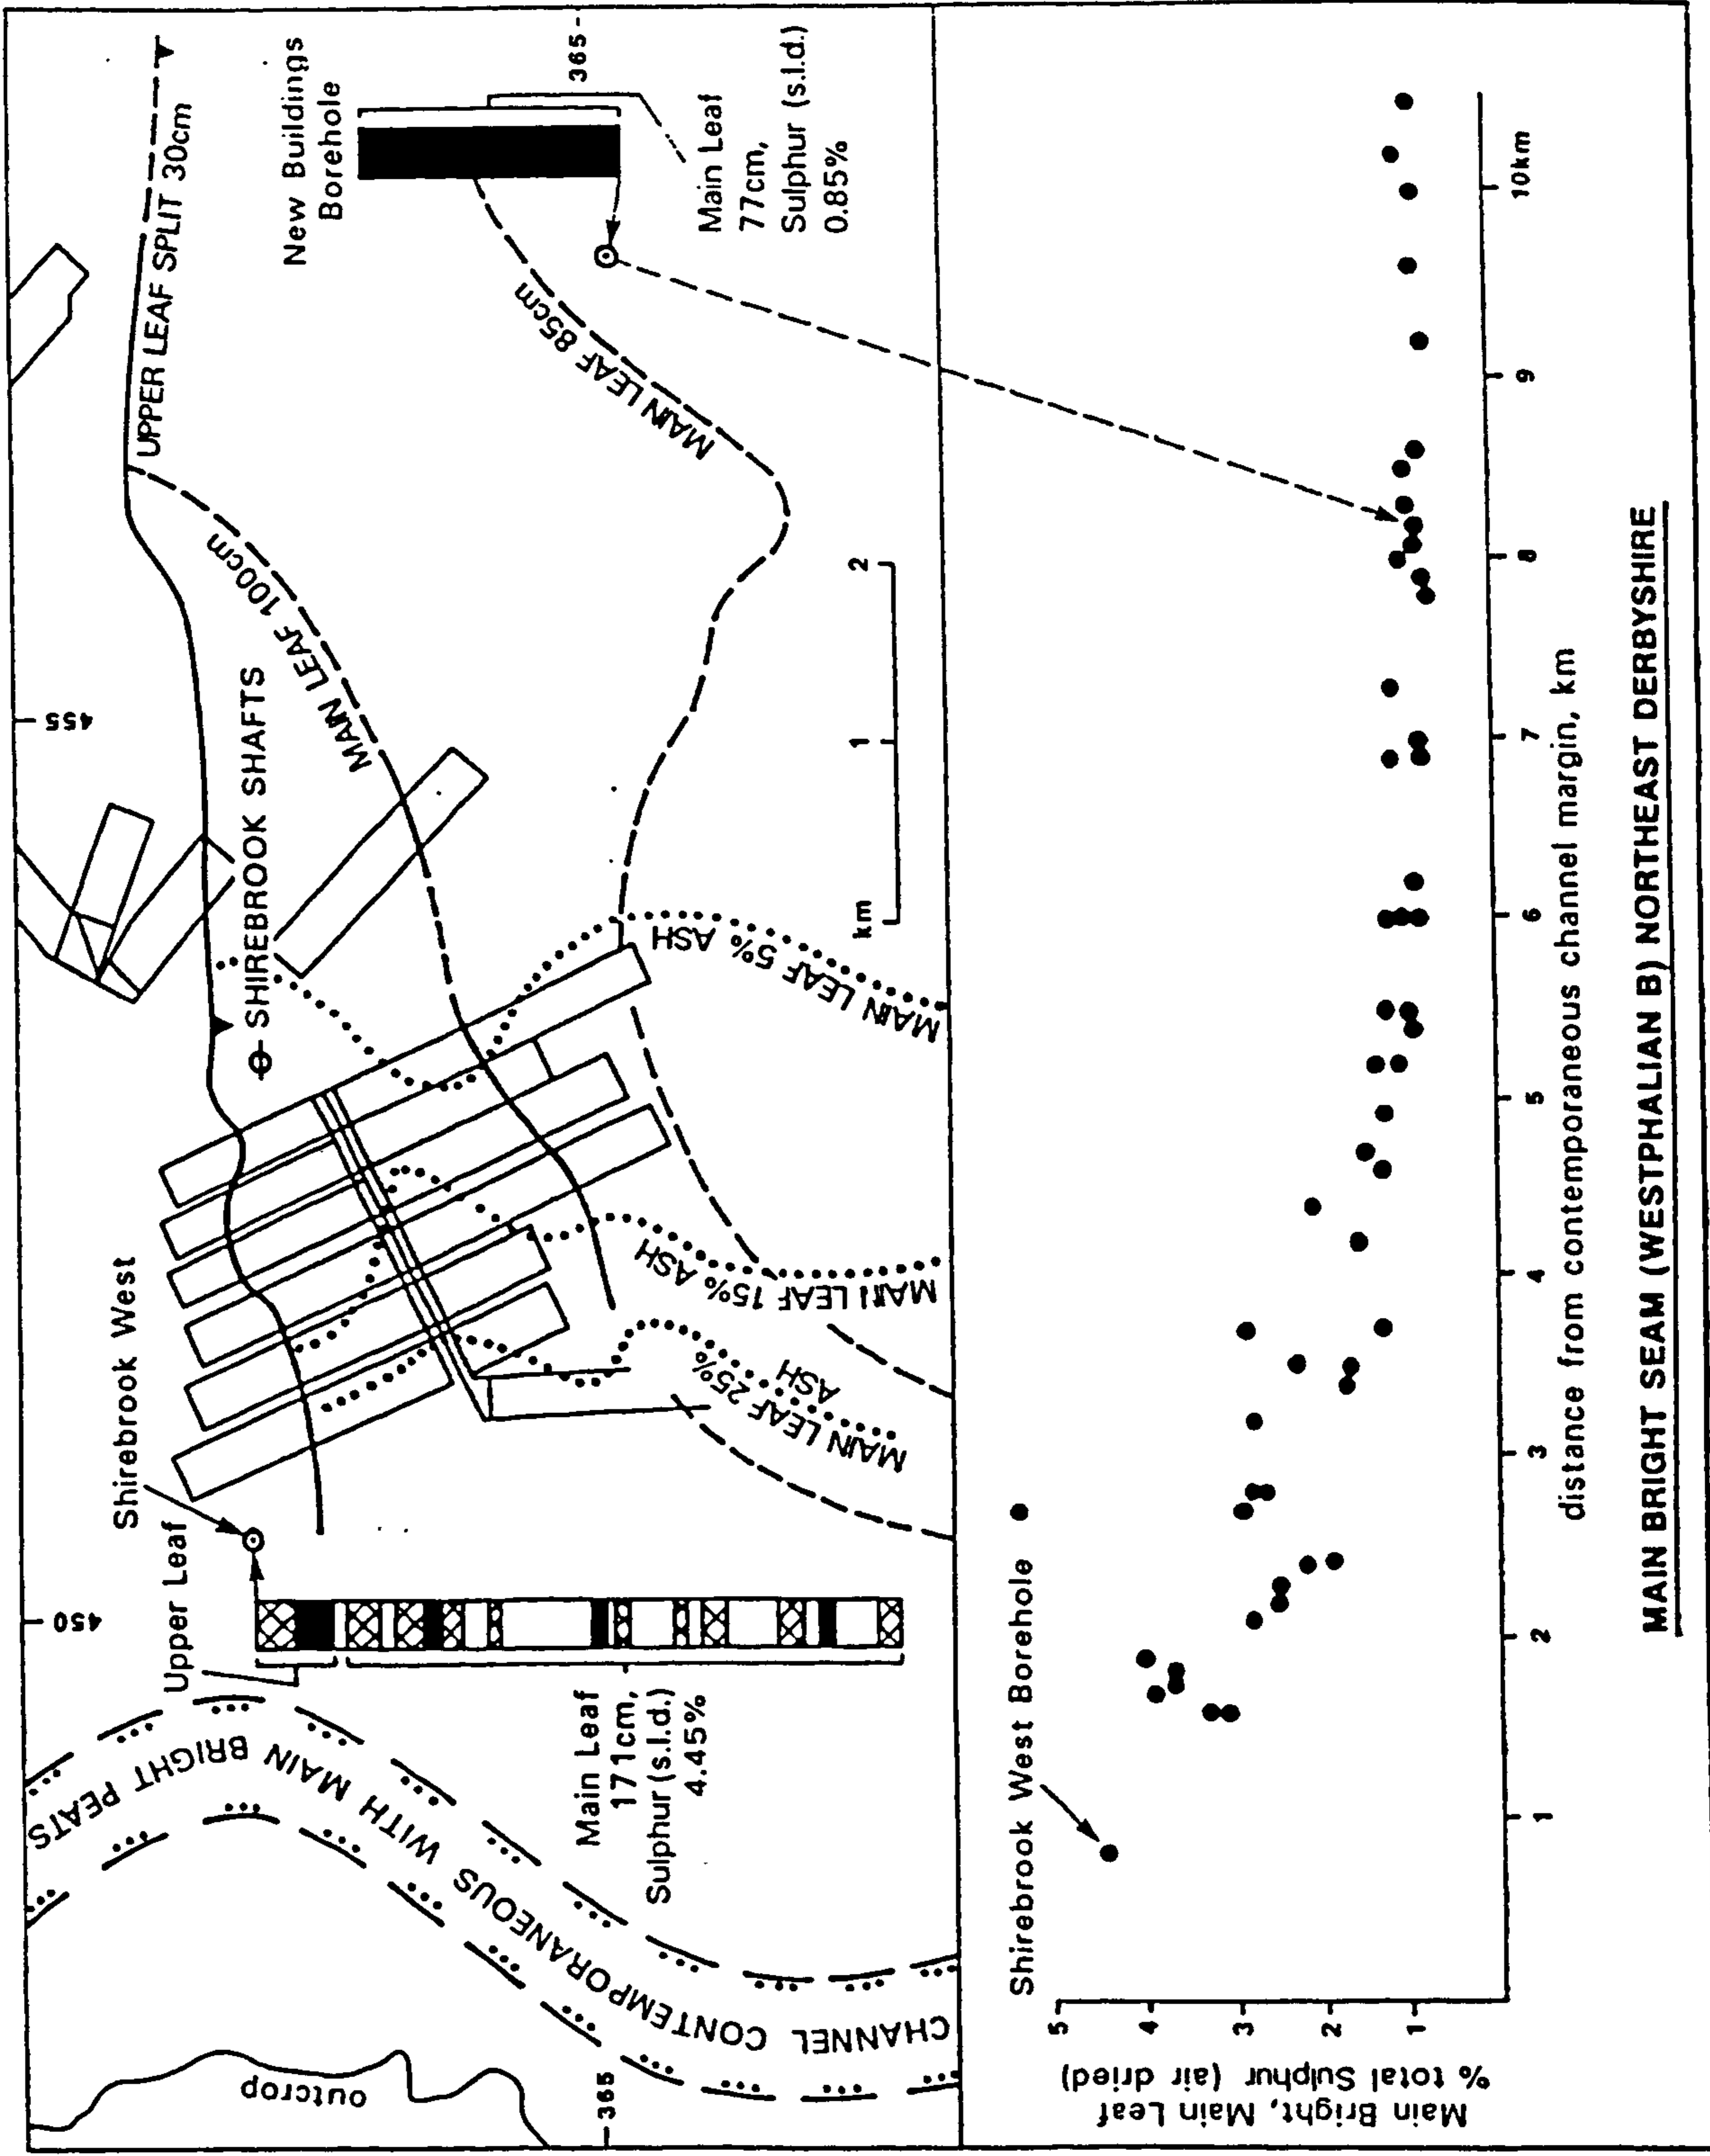 450
455
Shirebrook West
Upper Leaf
UPPER LEAF SPLIT 30cm
New Buildings
Borehole
SHIREBROOK SHAFTS
MAIN LEAF 100cm
MAIN LEAF 85cm
outcrop
CHANNEL CONTEMPORANEOUS WITH MAIN BRIGHT PEATS
365
365
Main Leaf
171cm,
Sulphur (s.l.d.)
4.45%
Main Leaf
77cm,
Sulphur (s.l.d.)
0.85%
MAIN LEAF 25%
ASH
MAIN LEAF 15% ASH
MAIN LEAF 5% ASH
km
1
2
Main Bright, Main Leaf
% total Sulphur (air dried)
5
4
3
2
1
Shirebrook West Borehole
1
2
3
4
5
6
7
8
9
10km
distance from contemporaneous channel margin, km
MAIN BRIGHT SEAM (WESTPHALIAN B) NORTHEAST DERBYSHIRE